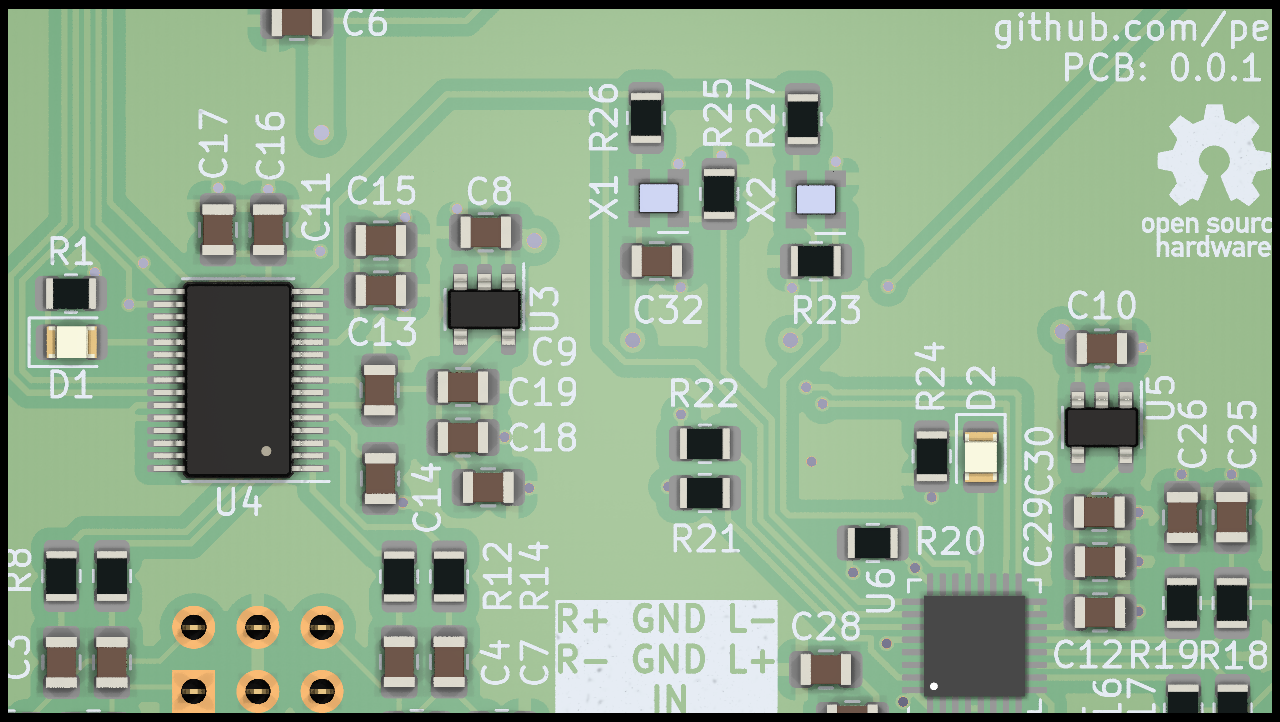 C6
github.com/pe
PCB: 0.0.1
C17
C16
C11
C15
C8
R26
R25
R27
X1
X2
open sourc
hardware
R1
D1
U3
C13
C32
R23
C10
C9
C19
C18
R22
R24
D2
U5
C26
C25
U4
C14
R21
R20
C30
C29
R8
R12
R14
U6
R+ GND L-
R- GND L+
IN
C28
C3
C4
C7
C12
R19
R18